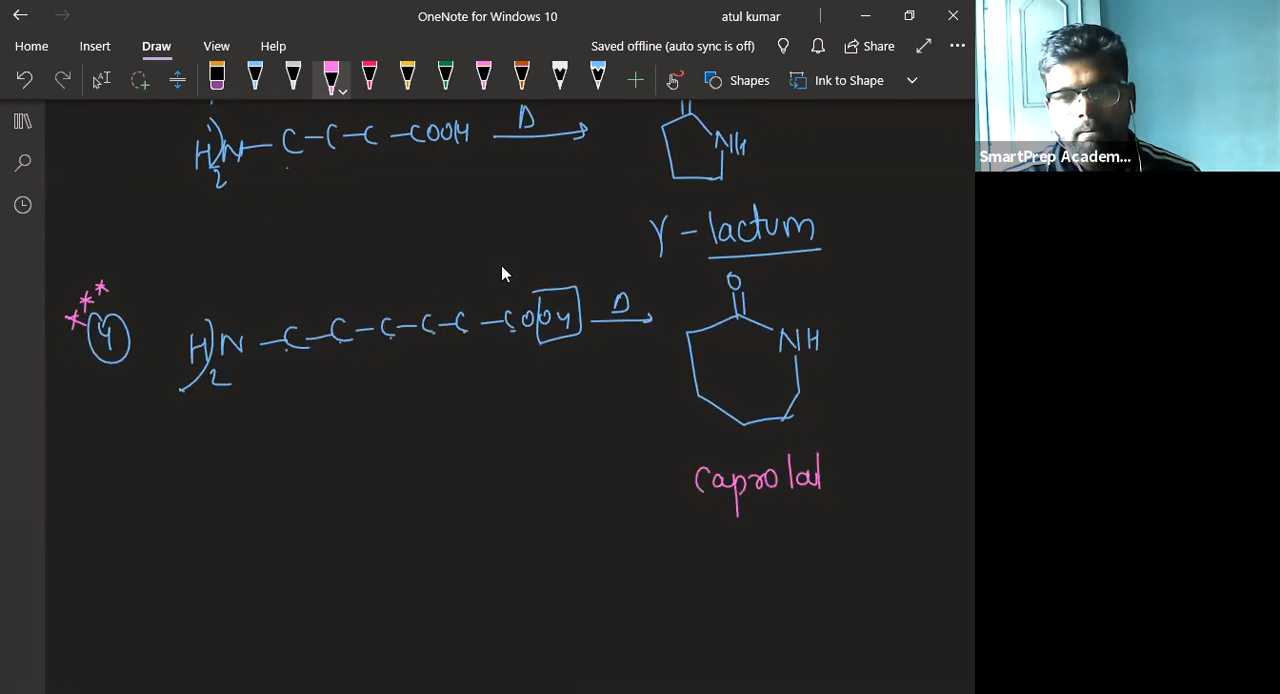 OneNote for Windows 10
atul kumar
Home Insert Draw View Help
Saved offline (auto sync is off)
Share
Shapes
Ink to Shape
SmartPrep Academ...
H2N-C-C-C-COOH Δ
NH
γ-lactum
O
4 H2N-C-C-C-C-C-COOH Δ
NH
Caprolat